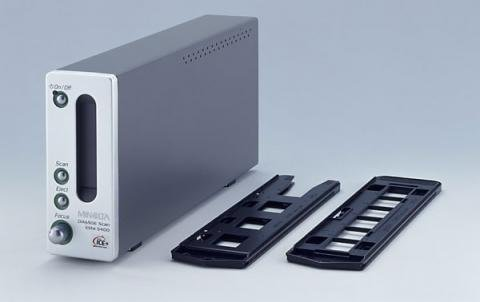 On/Off
Scan
Eject
MINOLTA
DiMAGE Scan
Elite 5400
Focus
ICE